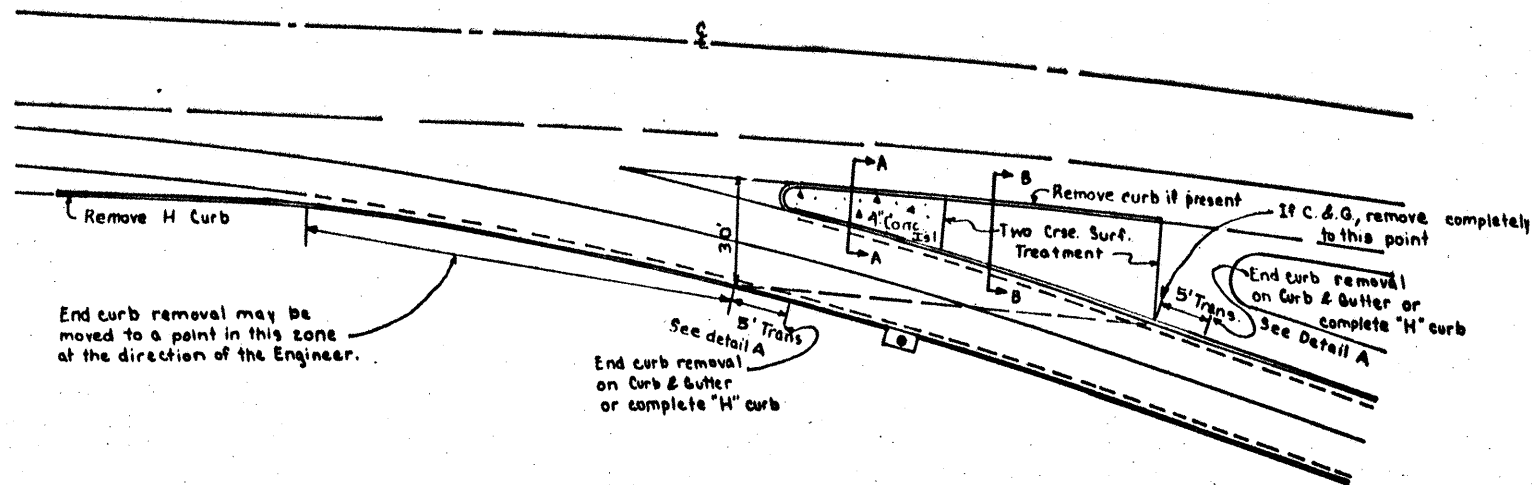 ℄
A
B
Remove curb if present
If C. & G., remove completely
to this point
Remove H Curb
4" Conc.
Isl
Two Crse. Surf.
Treatment
30'
A
B
End curb removal
on Curb & Gutter or
complete "H" curb
5' Trans.
See Detail A
End curb removal may be
moved to a point in this zone
at the direction of the Engineer.
5' Trans
See detail A
End curb removal
on Curb & Gutter
or complete "H" curb